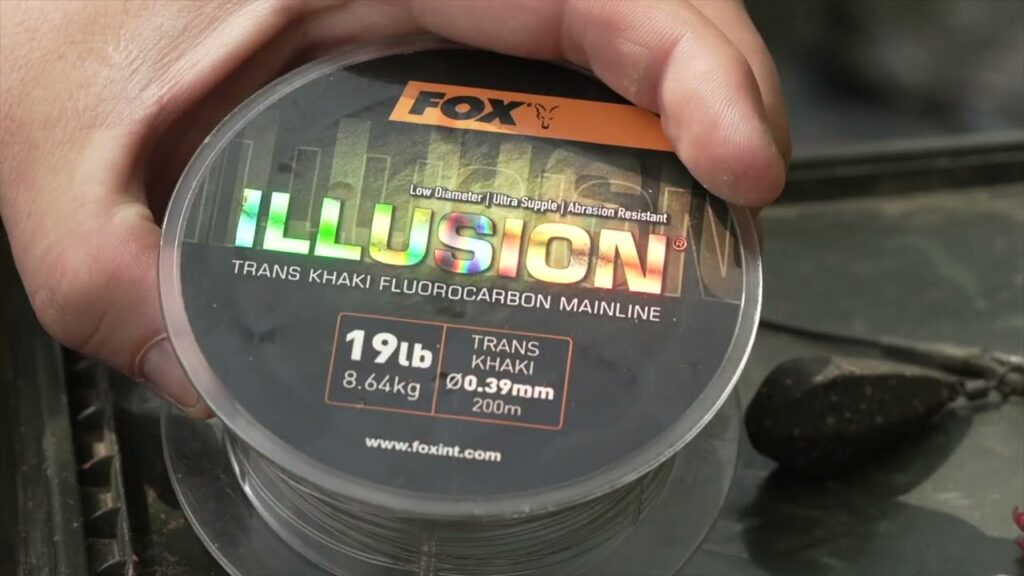 FOX
Low Diameter | Ultra Supple | Abrasion Resistant
ILLUSION®
TRANS KHAKI FLUOROCARBON MAINLINE
19lb
8.64kg
TRANS
KHAKI
Ø0.39mm
200m
www.foxint.com